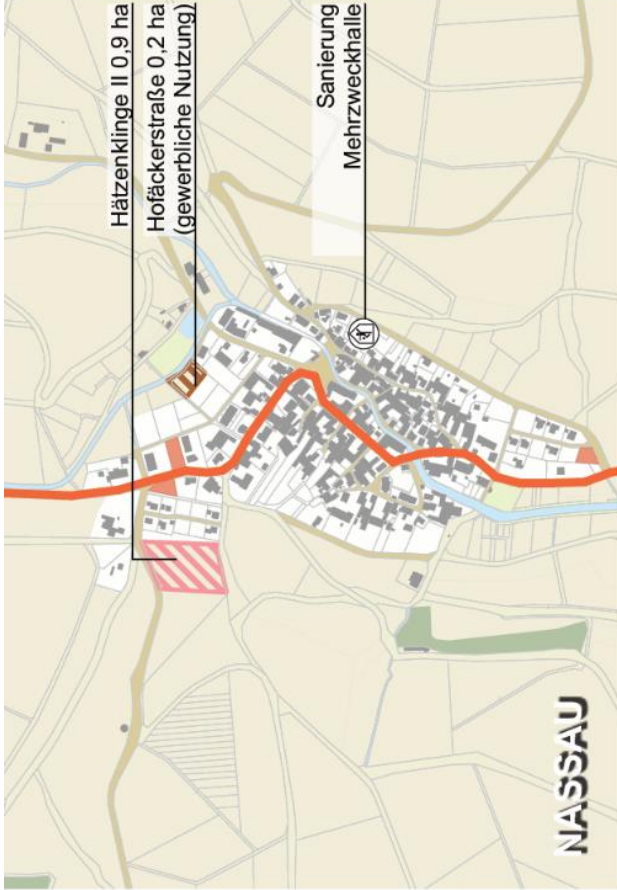 Hätzenklinge II 0,9 ha
Hofäckerstraße 0,2 ha
(gewerbliche Nutzung)
Sanierung
Mehrzweckhalle
NASSAU